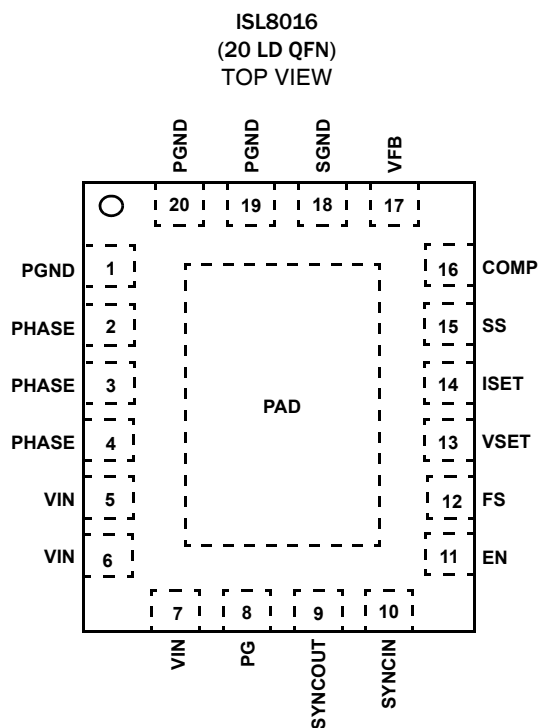 ISL8016
(20 LD QFN)
TOP VIEW
PGND
PGND
SGND
VFB
20
19
18
17
PGND 1
16 COMP
PHASE 2
15 SS
PHASE 3
14 ISET
PAD
PHASE 4
13 VSET
VIN 5
12 FS
VIN 6
11 EN
7
8
9
10
VIN
PG
SYNCOUT
SYNCIN